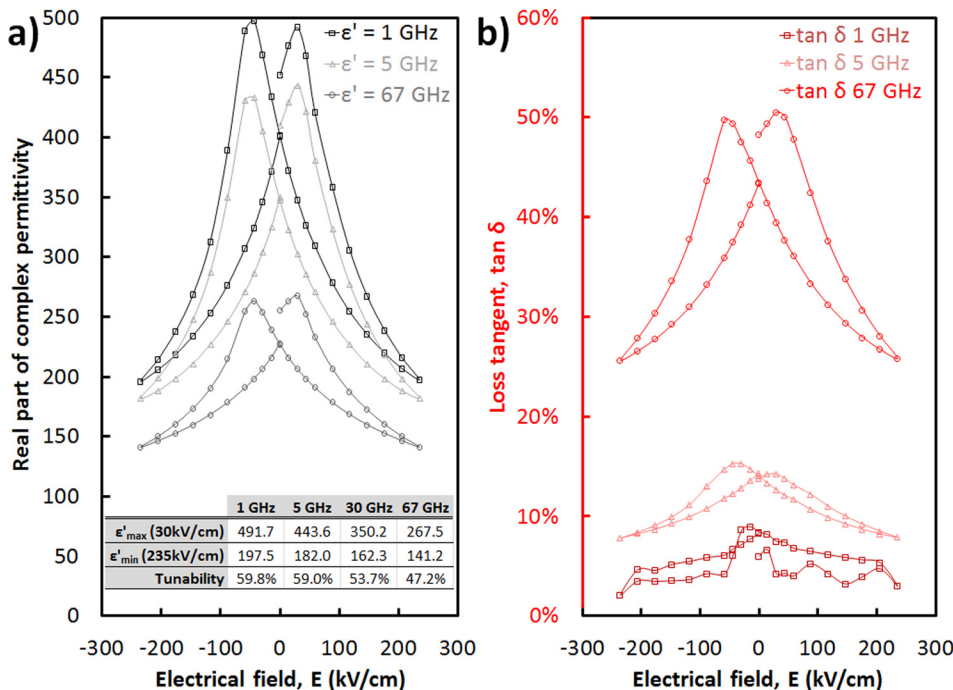 a)
ε' = 1 GHz
ε' = 5 GHz
ε' = 67 GHz
Real part of complex permittivity
500
450
400
350
300
250
200
150
100
50
0
1 GHz 5 GHz 30 GHz 67 GHz
ε'max (30kV/cm) 491.7 443.6 350.2 267.5
ε'min (235kV/cm) 197.5 182.0 162.3 141.2
Tunability 59.8% 59.0% 53.7% 47.2%
-300 -200 -100 0 100 200 300
Electrical field, E (kV/cm)
b)
tan δ 1 GHz
tan δ 5 GHz
tan δ 67 GHz
Loss tangent, tan δ
60%
50%
40%
30%
20%
10%
0%
-300 -200 -100 0 100 200 300
Electrical field, E (kV/cm)